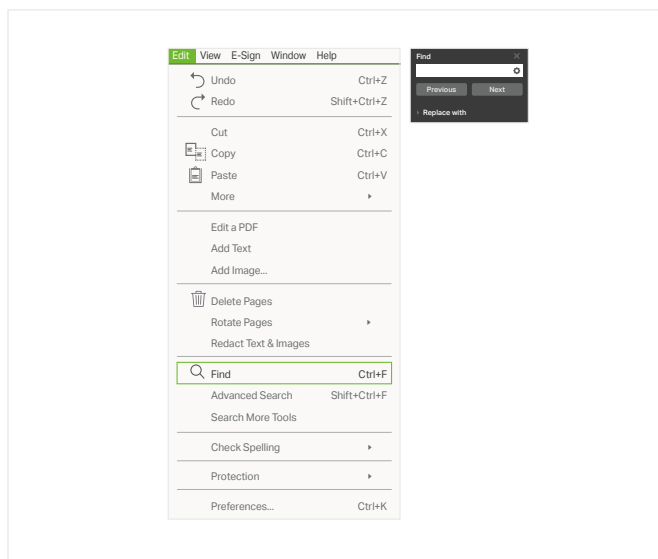 Edit View E-Sign Window Help
Undo Ctrl+Z
Redo Shift+Ctrl+Z
Cut Ctrl+X
Copy Ctrl+C
Paste Ctrl+V
More
Edit a PDF
Add Text
Add Image...
Delete Pages
Rotate Pages
Redact Text & Images
Find Ctrl+F
Advanced Search Shift+Ctrl+F
Search More Tools
Check Spelling
Protection
Preferences... Ctrl+K
Find
Previous Next
Replace with